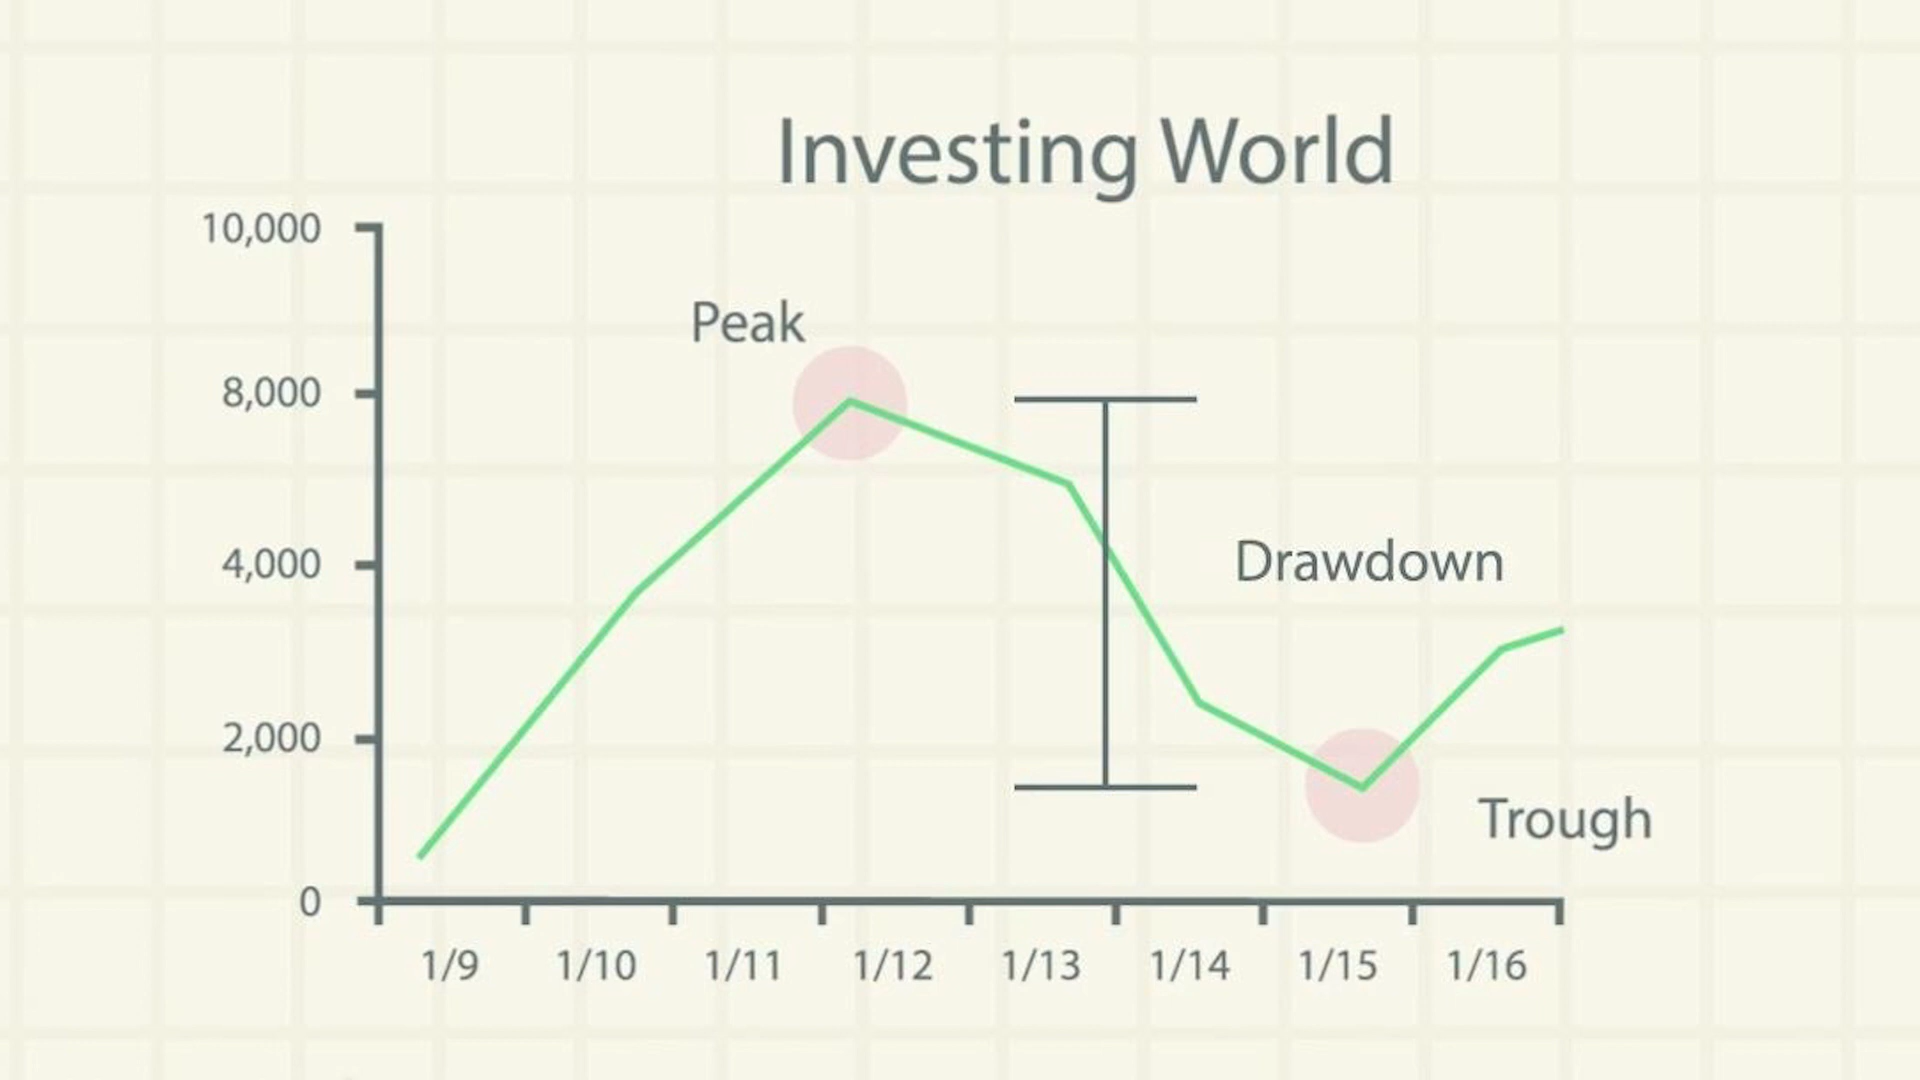 Investing World
10,000
Peak
8,000
4,000
Drawdown
2,000
Trough
0
1/9 1/10 1/11 1/12 1/13 1/14 1/15 1/16